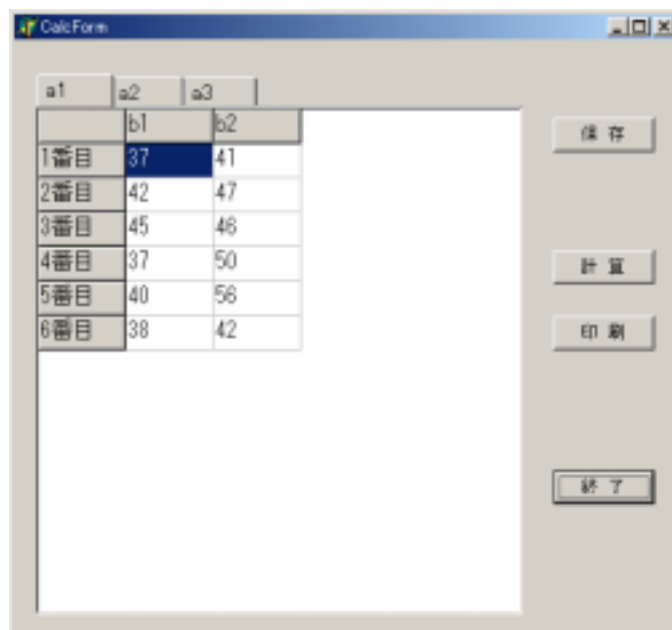 CalcForm
a1 a2 a3
b1 b2
保存
1番目 37 41
2番目 42 47
3番目 45 46
4番目 37 50
計算
5番目 40 56
6番目 38 42
印刷
終了